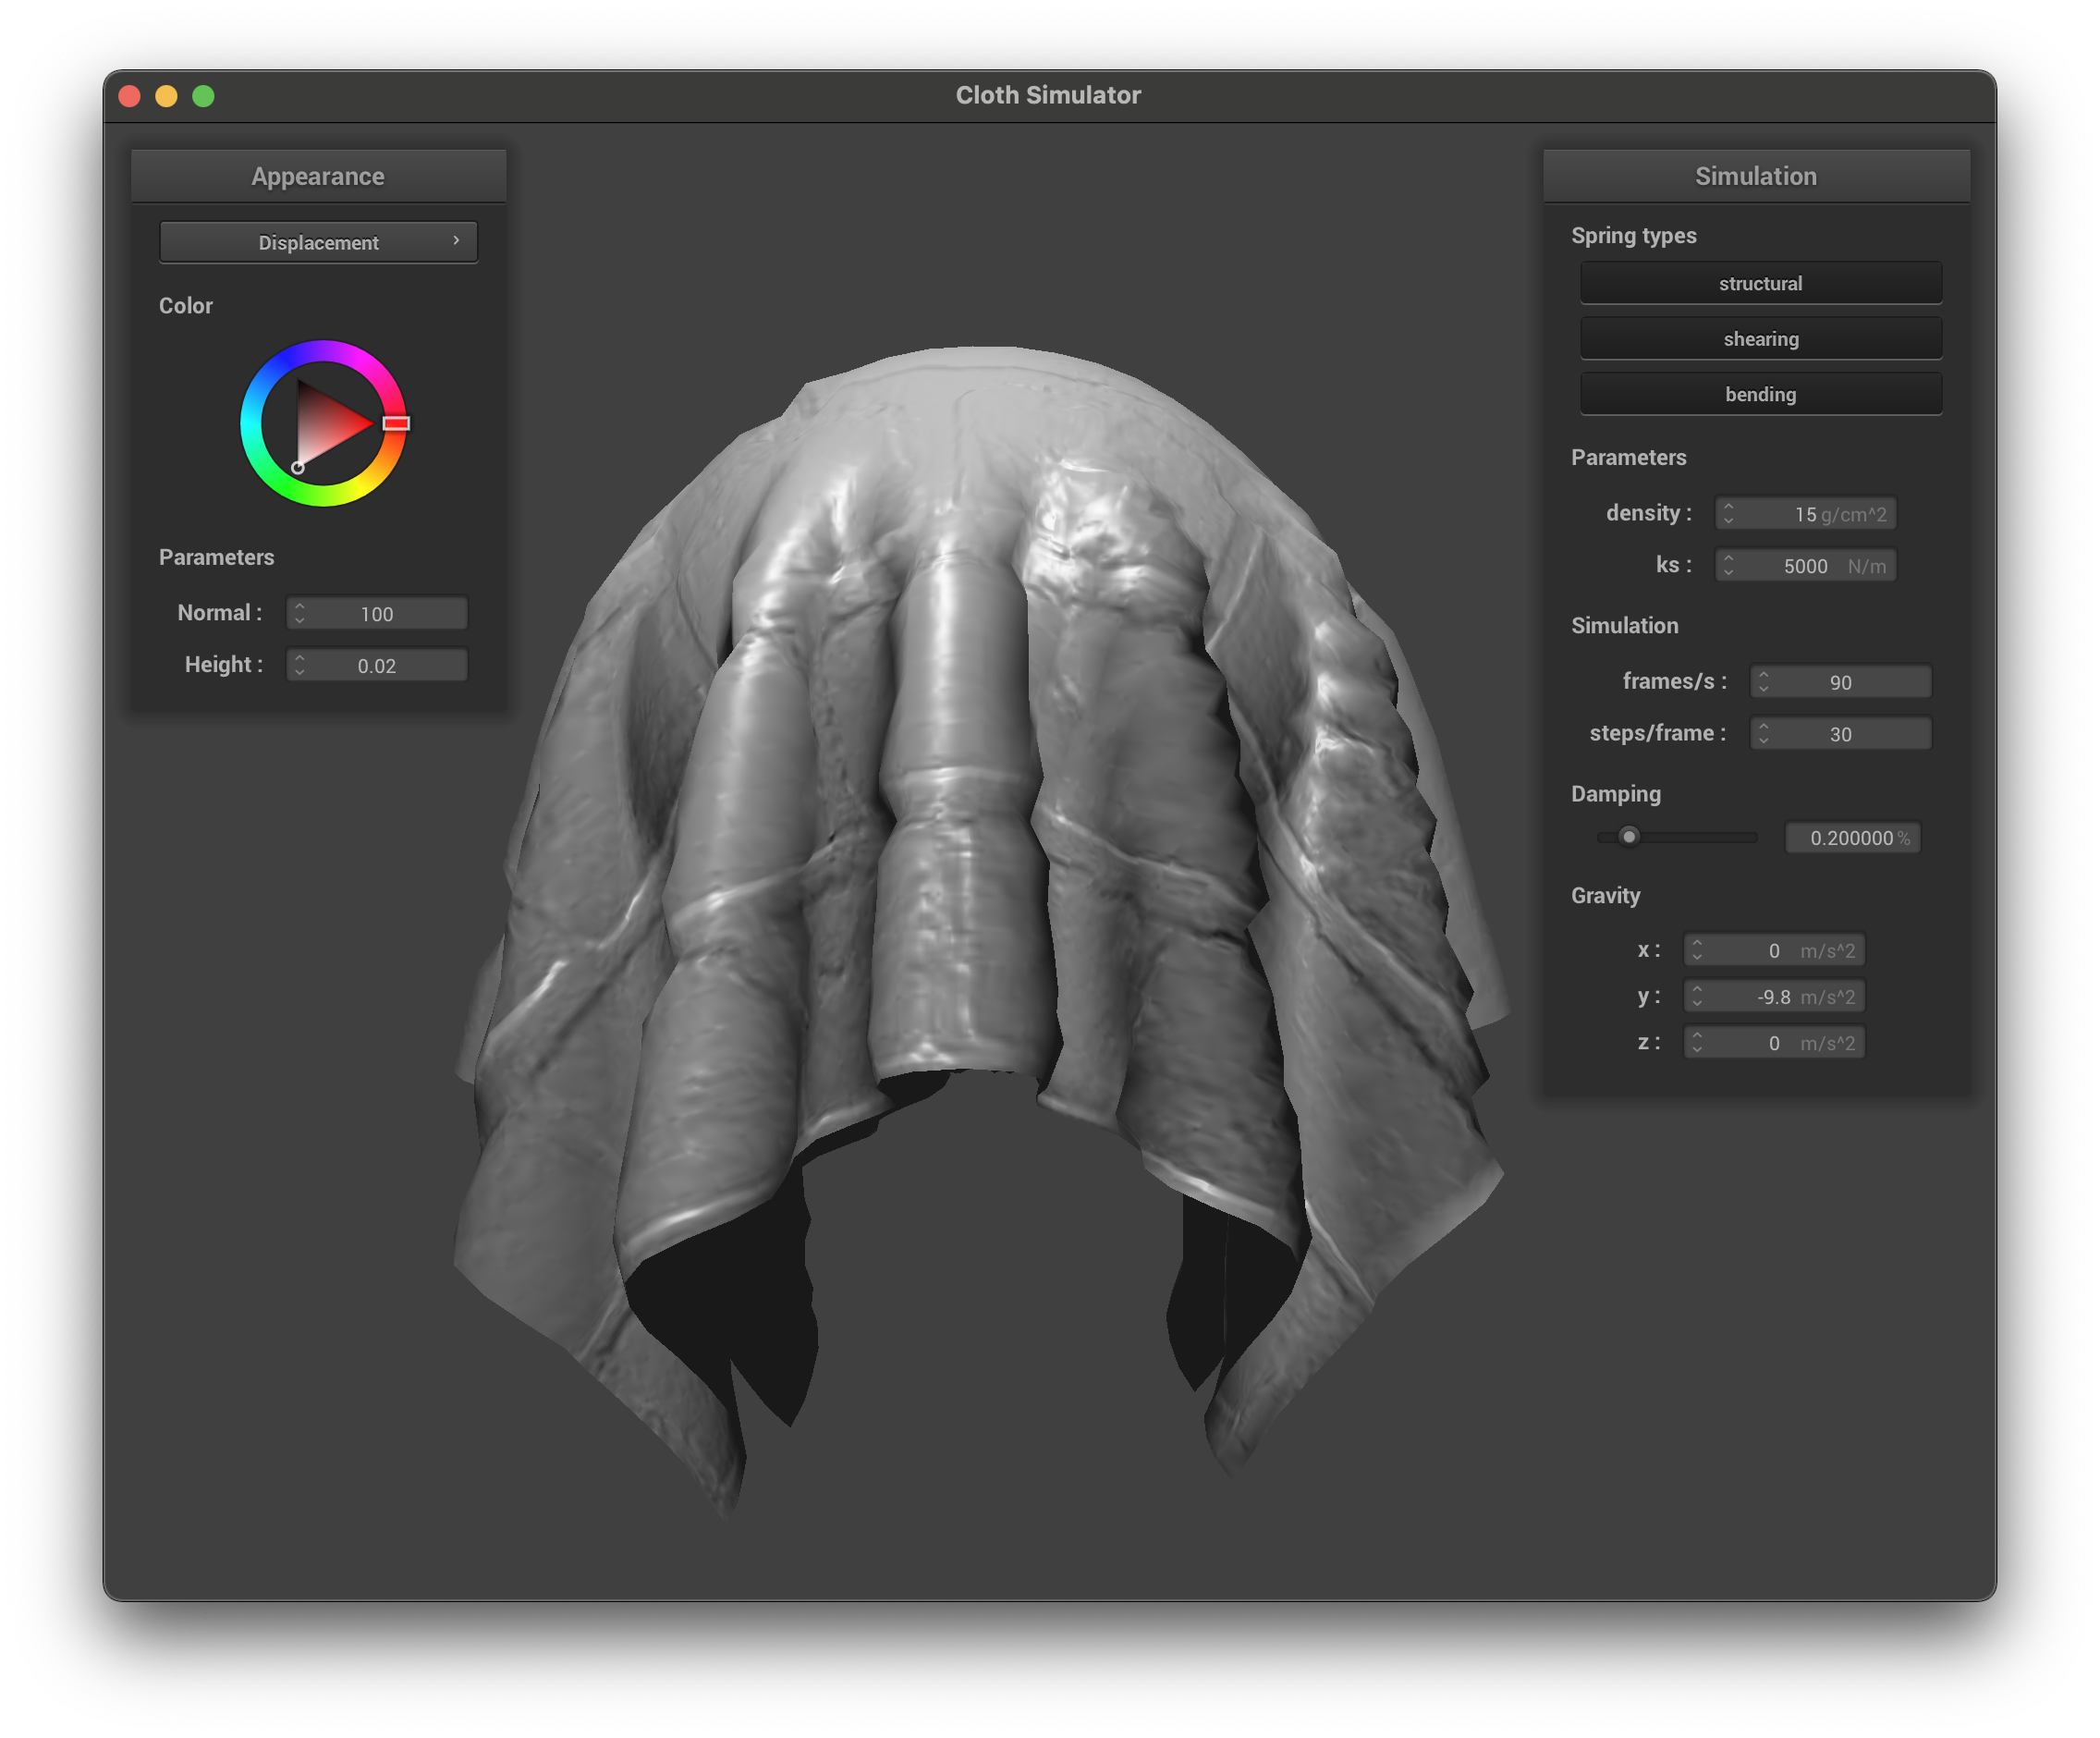 Cloth Simulator
Appearance
Displacement
Color
Parameters
Normal : 100
Height : 0.02
Simulation
Spring types
structural
shearing
bending
Parameters
density : 15 g/cm^2
ks : 5000 N/m
Simulation
frames/s : 90
steps/frame : 30
Damping
0.200000 %
Gravity
x : 0 m/s^2
y : -9.8 m/s^2
z : 0 m/s^2